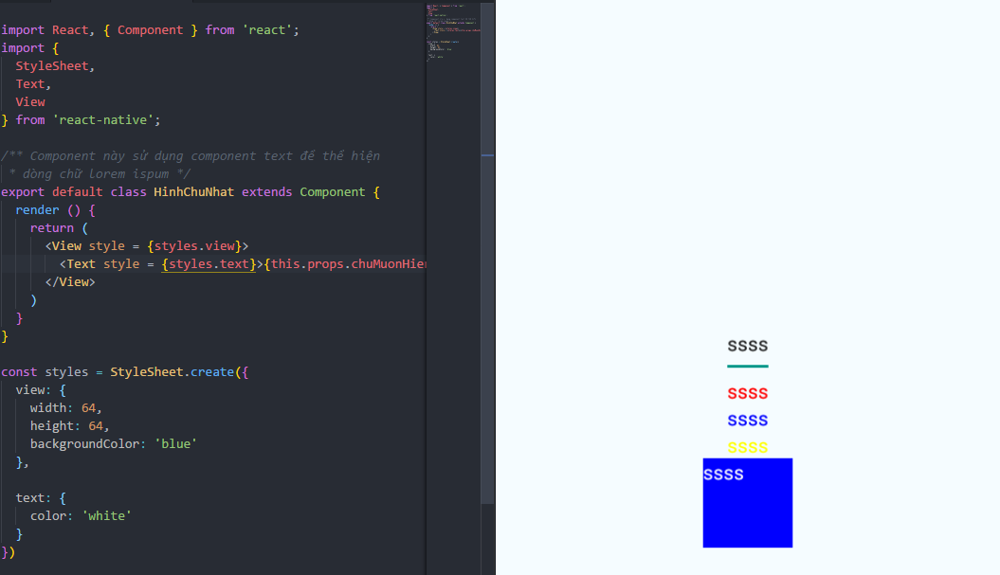 import React, { Component } from 'react';
import {
  StyleSheet,
  Text,
  View
} from 'react-native';
/** Component này sử dụng component text để thể hiện
 * dòng chữ lorem ispum */
export default class HinhChuNhat extends Component {
  render () {
    return (
      <View style = {styles.view}>
        <Text style = {styles.text}>{this.props.chuMuonHien
      </View>
    )
  }
}
const styles = StyleSheet.create({
  view: {
    width: 64,
    height: 64,
    backgroundColor: 'blue'
  },
  text: {
    color: 'white'
  }
})
SSSS
SSSS
SSSS
SSSS
SSSS